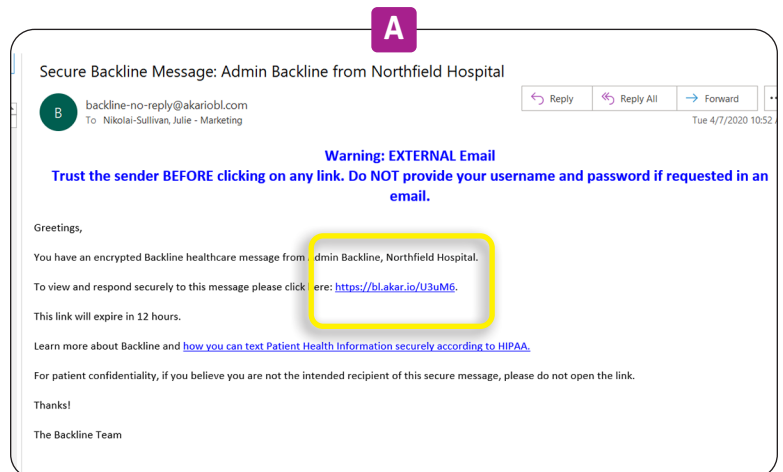 A
Secure Backline Message: Admin Backline from Northfield Hospital
B
backline-no-reply@akariobl.com
To Nikolai-Sullivan, Julie - Marketing
Reply
Reply All
Forward
Tue 4/7/2020 10:52
Warning: EXTERNAL Email
Trust the sender BEFORE clicking on any link. Do NOT provide your username and password if requested in an
email.
Greetings,
You have an encrypted Backline healthcare message from Admin Backline, Northfield Hospital.
To view and respond securely to this message please click here: https://bl.akar.io/U3uM6.
This link will expire in 12 hours.
Learn more about Backline and how you can text Patient Health Information securely according to HIPAA.
For patient confidentiality, if you believe you are not the intended recipient of this secure message, please do not open the link.
Thanks!
The Backline Team